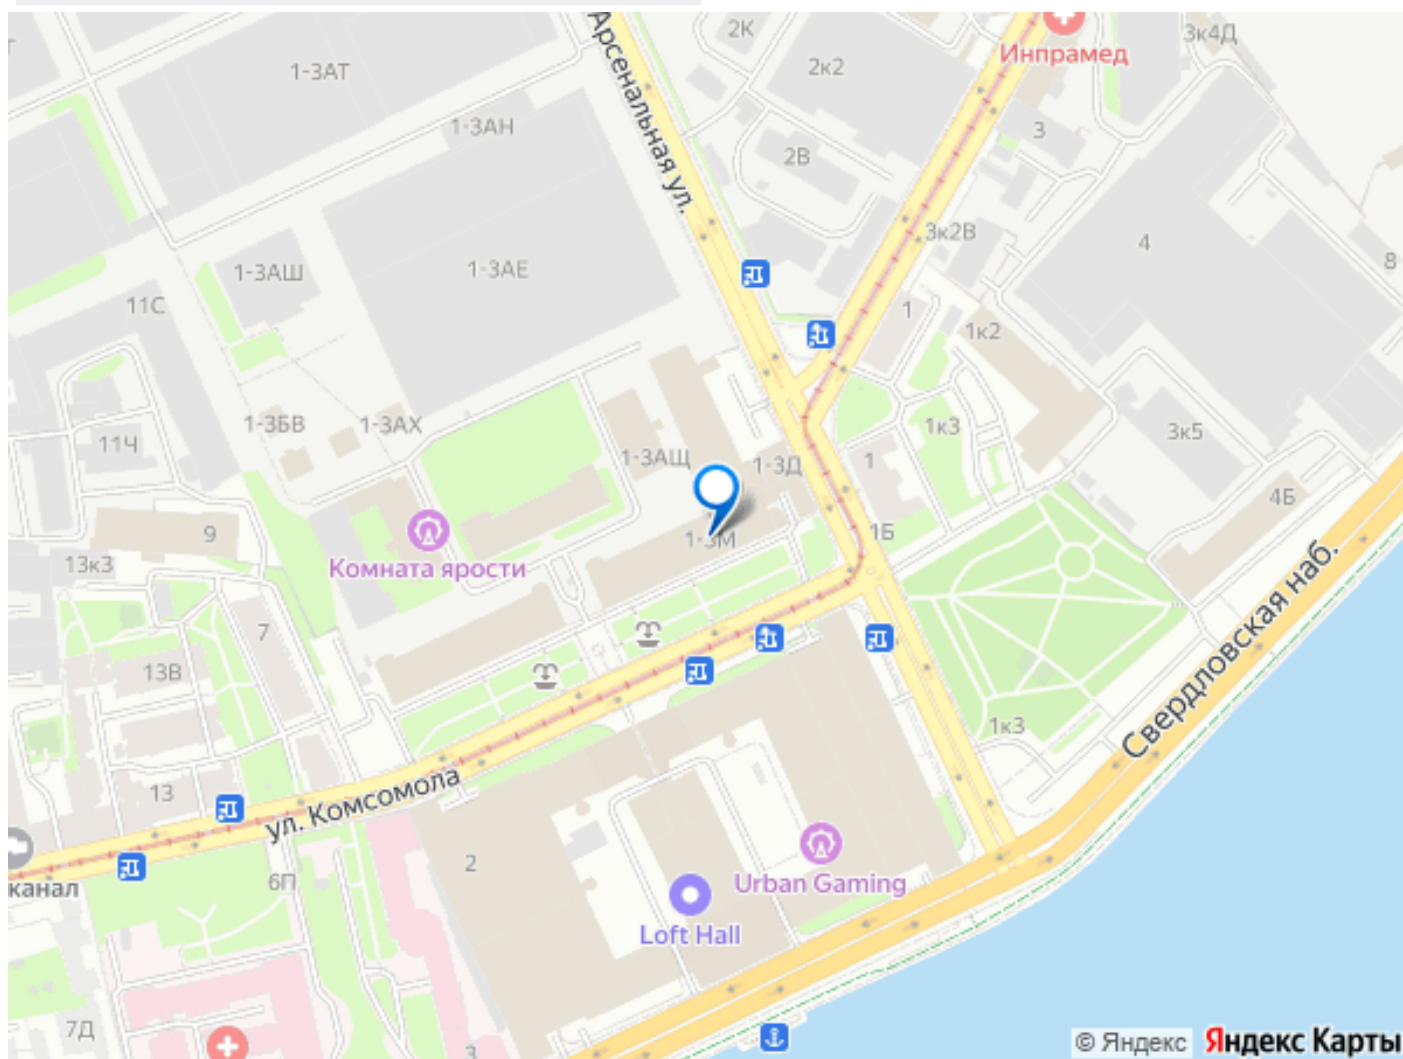 2К
3к4Д
Инпрамед
1-3АТ
2к2
Арсенальная ул.
1-3АН
3
2В
3к2В
4
1-3АШ
1-3АЕ
8
11С
1
1к2
1-3БВ
1-3АХ
1к3
3к5
11Ч
1-3АЩ
1-3Д
1
4Б
9
1-3М
1Б
13к3
Комната ярости
7
Свердловская наб.
13В
1к3
13
ул. Комсомола
2
канал
6П
Urban Gaming
Loft Hall
7Д
3
© Яндекс
Яндекс Карты